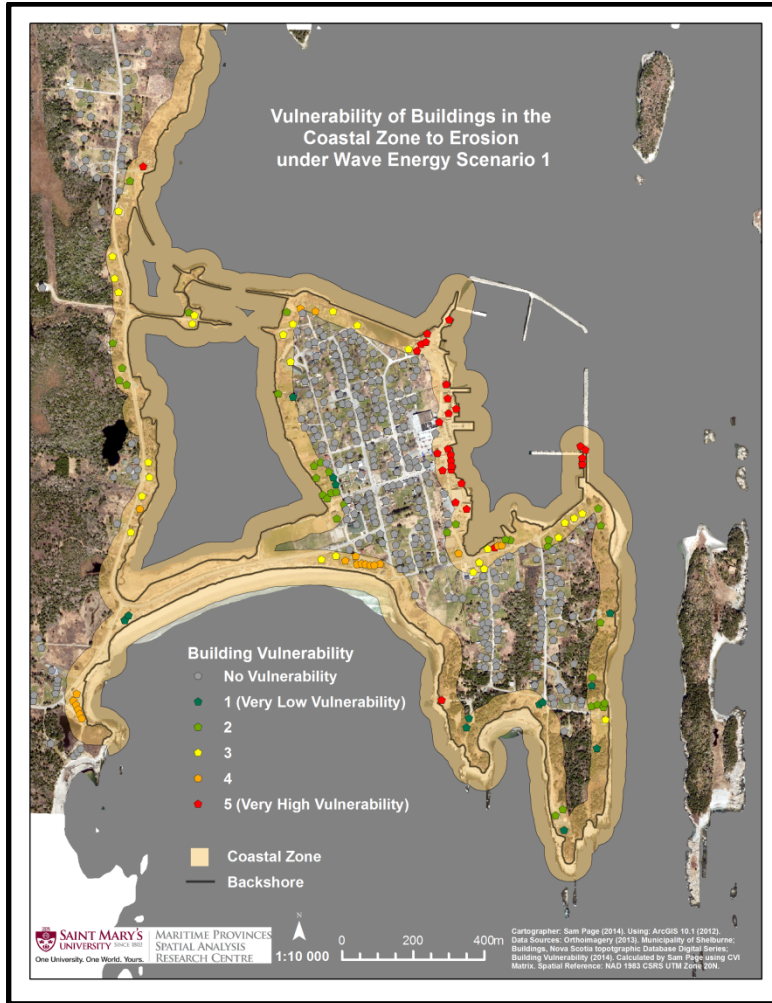 Vulnerability of Buildings in the
Coastal Zone to Erosion
under Wave Energy Scenario 1
Building Vulnerability
No Vulnerability
1 (Very Low Vulnerability)
2
3
4
5 (Very High Vulnerability)
Coastal Zone
Backshore
SAINT MARY'S
UNIVERSITY SINCE 1802
One University. One World. Yours.
MARITIME PROVINCES
SPATIAL ANALYSIS
RESEARCH CENTRE
N
1:10 000
0 200 400m
Cartographer: Sam Page (2014). Using: ArcGIS 10.1 (2012).
Data Sources: Orthoimagery (2013). Municipality of Shelburne;
Buildings, Nova Scotia topotgraphic Database Digital Series;
Building Vulnerability (2014). Calculated by Sam Page using CVI
Matrix. Spatial Reference: NAD 1983 CSRS UTM Zone 20N.